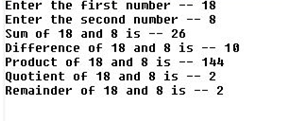 Enter the first number -- 18
Enter the second number -- 8
Sum of 18 and 8 is -- 26
Difference of 18 and 8 is -- 10
Product of 18 and 8 is -- 144
Quotient of 18 and 8 is -- 2
Remainder of 18 and 8 is -- 2